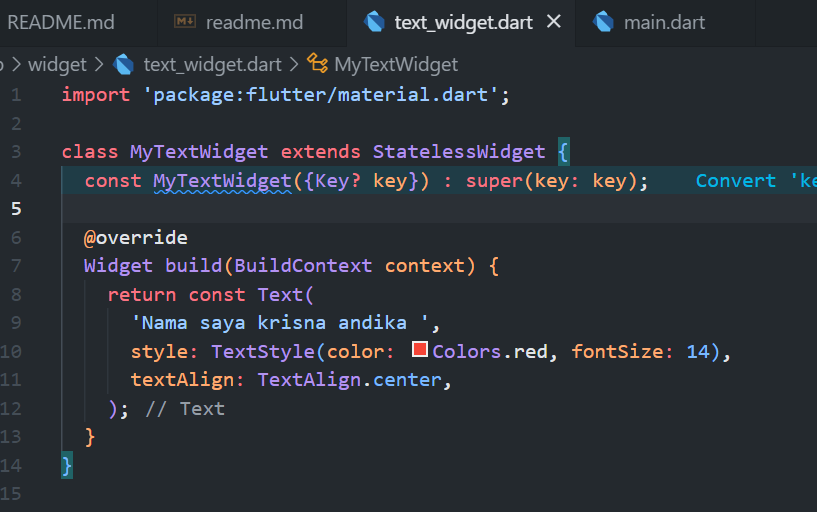 README.md readme.md text_widget.dart × main.dart
widget > text_widget.dart > MyTextWidget
1 import 'package:flutter/material.dart';
2
3 class MyTextWidget extends StatelessWidget {
4 const MyTextWidget({Key? key}) : super(key: key); Convert 'ke
5
6 @override
7 Widget build(BuildContext context) {
8 return const Text(
9 'Nama saya krisna andika ',
10 style: TextStyle(color: Colors.red, fontSize: 14),
11 textAlign: TextAlign.center,
12 ); // Text
13 }
14 }
15